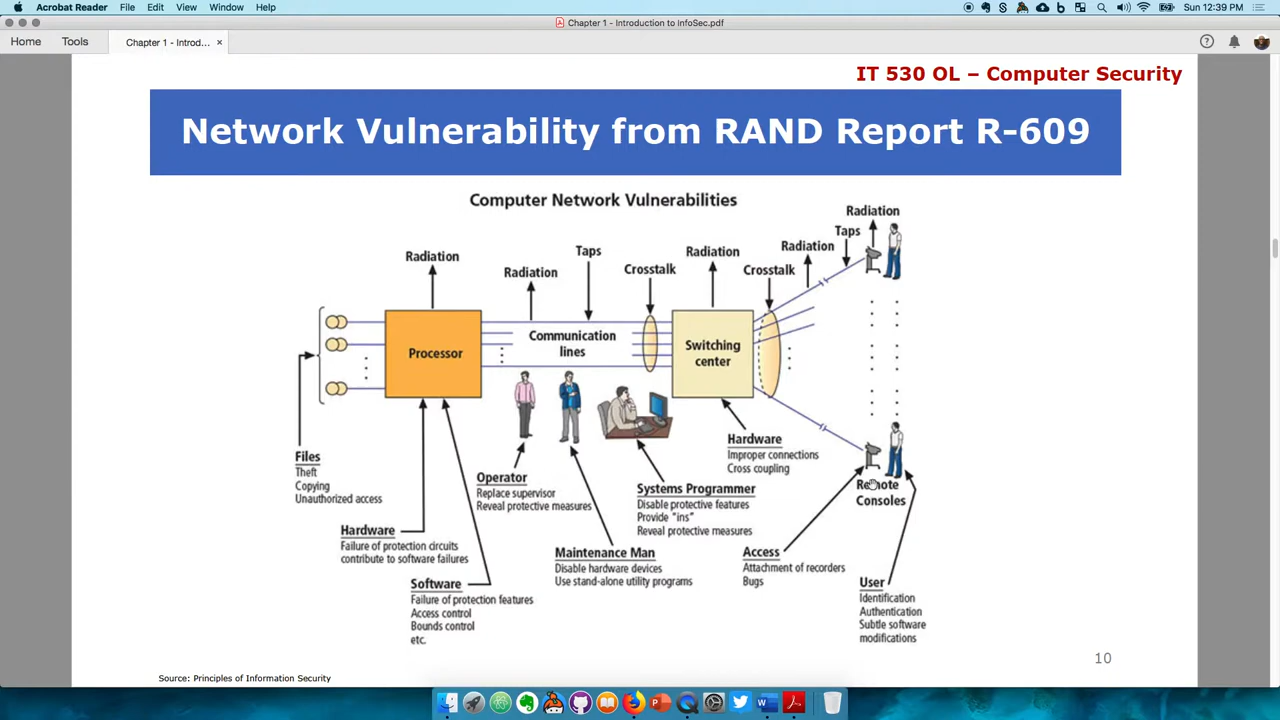 Acrobat Reader File Edit View Window Help
Sun 12:39 PM
Chapter 1 - Introduction to InfoSec.pdf
Home Tools Chapter 1 - Introd... ×
IT 530 OL – Computer Security
Network Vulnerability from RAND Report R-609
Computer Network Vulnerabilities
Radiation
Taps
Radiation
Radiation
Taps
Radiation
Radiation
Crosstalk
Crosstalk
Processor
Communication
lines
Switching
center
Files
Theft
Copying
Unauthorized access
Hardware
Failure of protection circuits
contribute to software failures
Software
Failure of protection features
Access control
Bounds control
etc.
Operator
Replace supervisor
Reveal protective measures
Maintenance Man
Disable hardware devices
Use stand-alone utility programs
Systems Programmer
Disable protective features
Provide "ins"
Reveal protective measures
Hardware
Improper connections
Cross coupling
Access
Attachment of recorders
Bugs
Remote
Consoles
User
Identification
Authentication
Subtle software
modifications
10
Source: Principles of Information Security